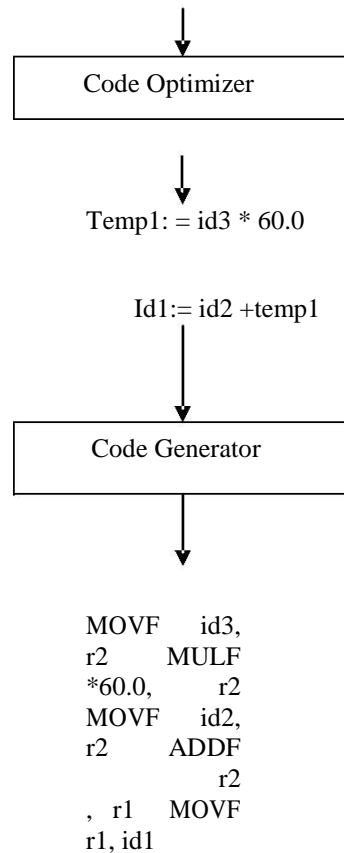 Code Optimizer
Temp1: = id3 * 60.0
Id1:= id2 +temp1
Code Generator
MOVF id3,
r2 MULF
*60.0, r2
MOVF id2,
r2 ADDF
r2
, r1 MOVF
r1, id1